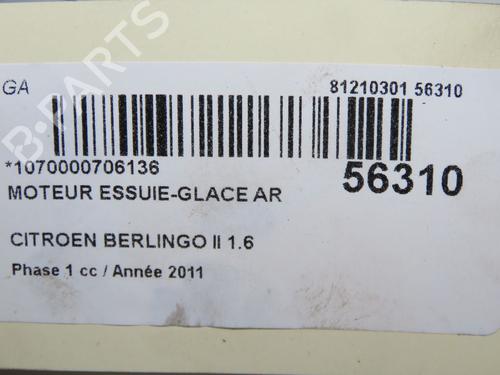 GA 81210301 56310
*1070000706136 56310
MOTEUR ESSUIE-GLACE AR
CITROEN BERLINGO II 1.6
Phase 1 cc / Année 2011
B-PARTS